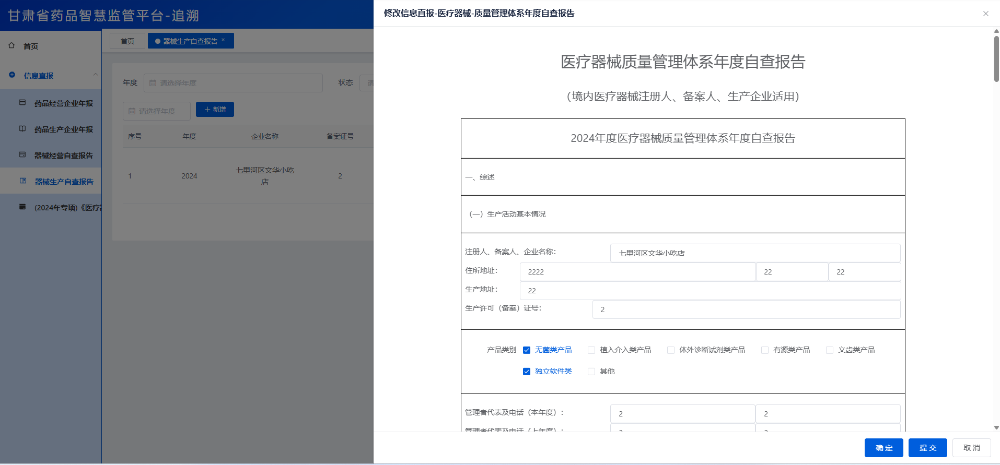 甘肃省药品智慧监管平台-追溯
首页
信息直报
药品经营企业年报
药品生产企业年报
器械经营自查报告
器械生产自查报告
(2024年专项)《医疗
首页
器械生产自查报告
年度
请选择年度
状态
请
请选择年度
新增
序号 年度 企业名称 备案证号
1 2024 七里河区文华小吃店 2
修改信息直报-医疗器械-质量管理体系年度自查报告
医疗器械质量管理体系年度自查报告
（境内医疗器械注册人、备案人、生产企业适用）
2024年度医疗器械质量管理体系年度自查报告
一、综述
（一）生产活动基本情况
注册人、备案人、企业名称： 七里河区文华小吃店
住所地址： 2222 22 22
生产地址： 22
生产许可（备案）证号： 2
产品类别 无菌类产品 植入介入类产品 体外诊断试剂类产品 有源类产品 义齿类产品
独立软件类 其他
管理者代表及电话（本年度）： 2 2
管理者代表及电话（上年度）： 2 2
确定 提交 取消